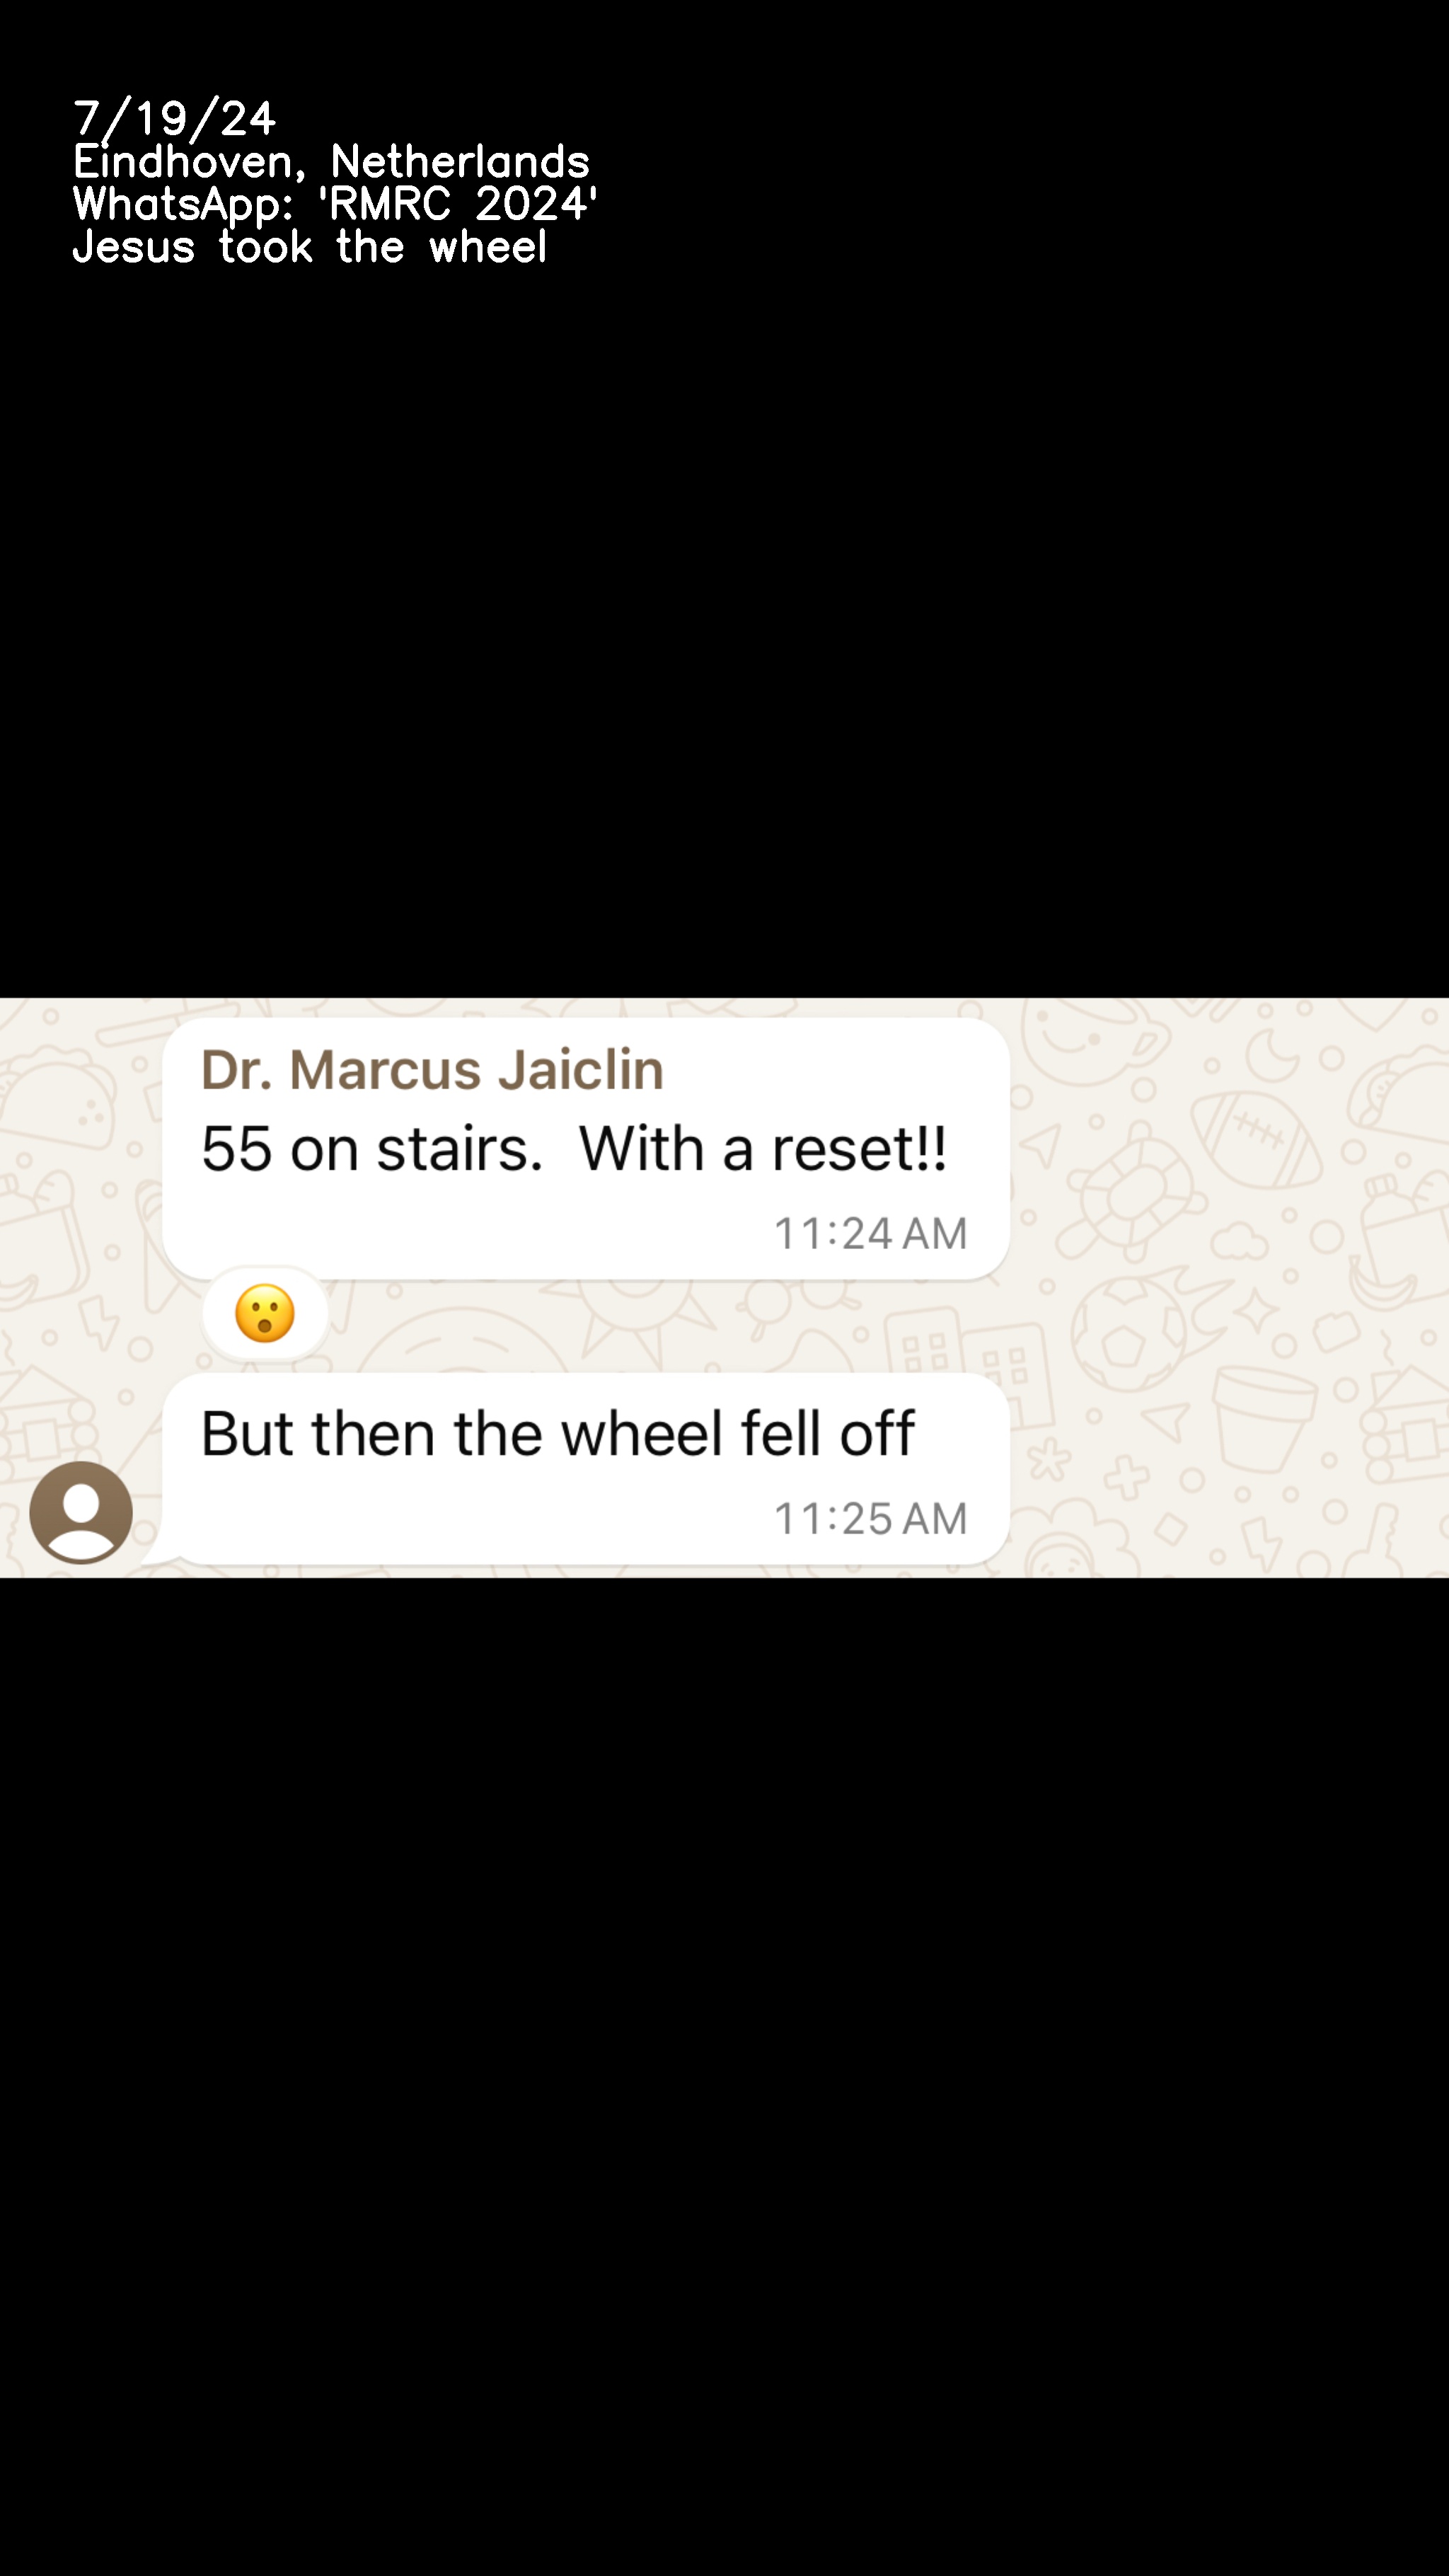 7/19/24
Eindhoven, Netherlands
WhatsApp: 'RMRC 2024'
Jesus took the wheel
Dr. Marcus Jaiclin
55 on stairs.  With a reset!!
11:24 AM
😮
But then the wheel fell off
11:25 AM